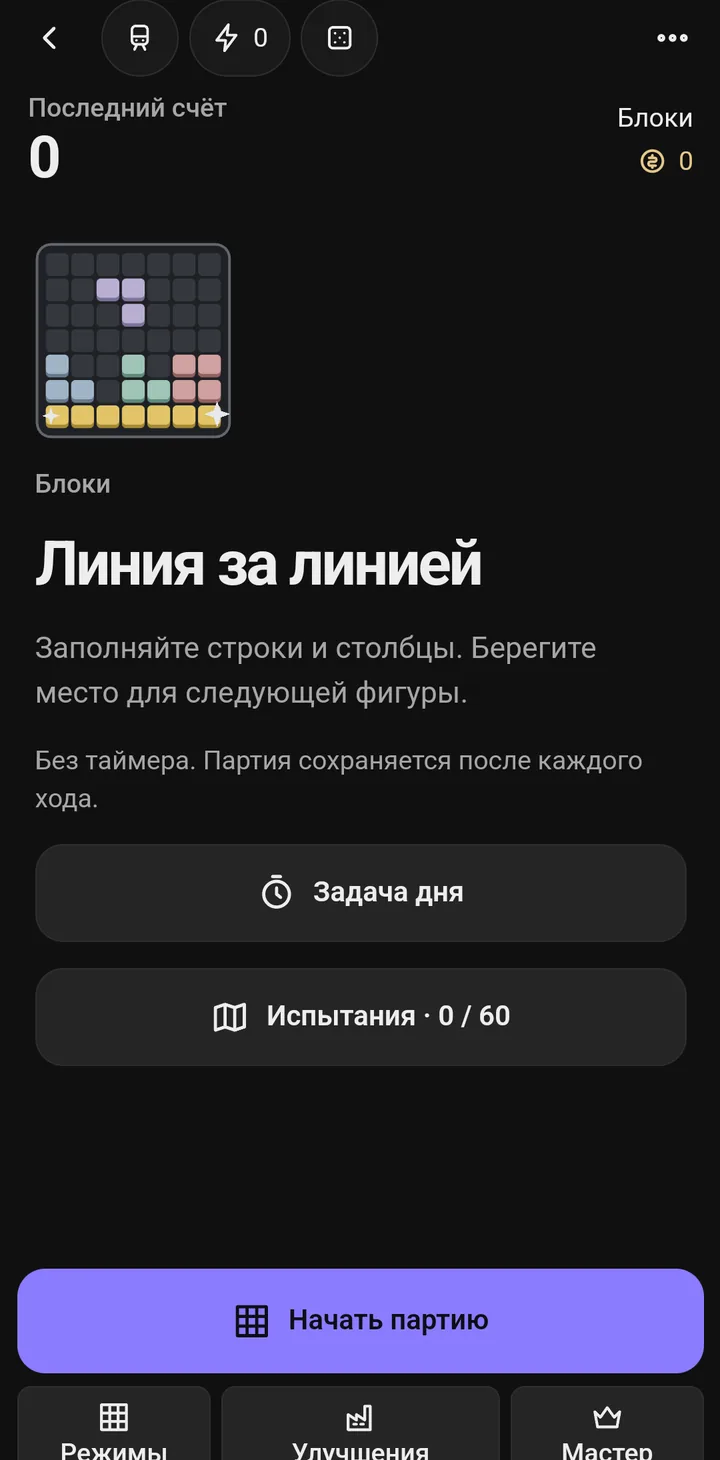 0
Последний счёт
0
Блоки
0
Блоки
Линия за линией
Заполняйте строки и столбцы. Берегите
место для следующей фигуры.
Без таймера. Партия сохраняется после каждого
хода.
Задача дня
Испытания · 0 / 60
Начать партию
Режимы
Улучшения
Мастер